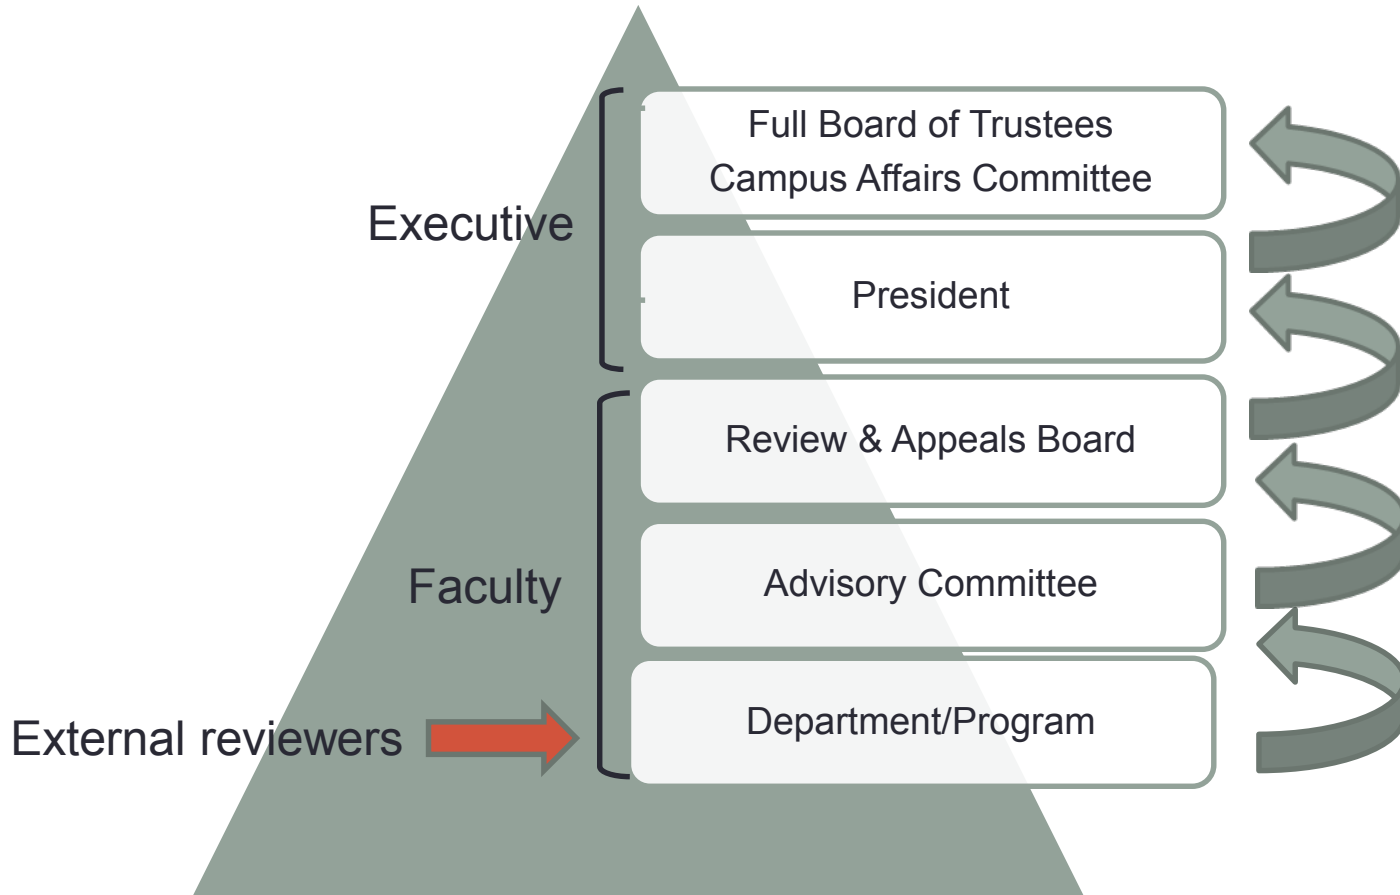 Full Board of Trustees
Campus Affairs Committee
Executive
President
Review & Appeals Board
Faculty
Advisory Committee
Department/Program
External reviewers